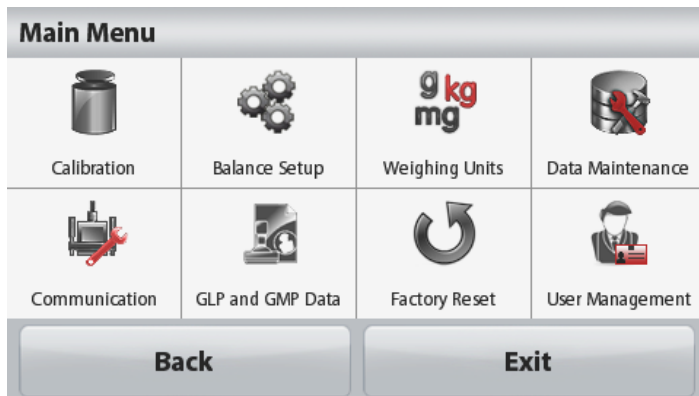 Main Menu
g kg
mg
Calibration
Balance Setup
Weighing Units
Data Maintenance
Communication
GLP and GMP Data
Factory Reset
User Management
Back
Exit